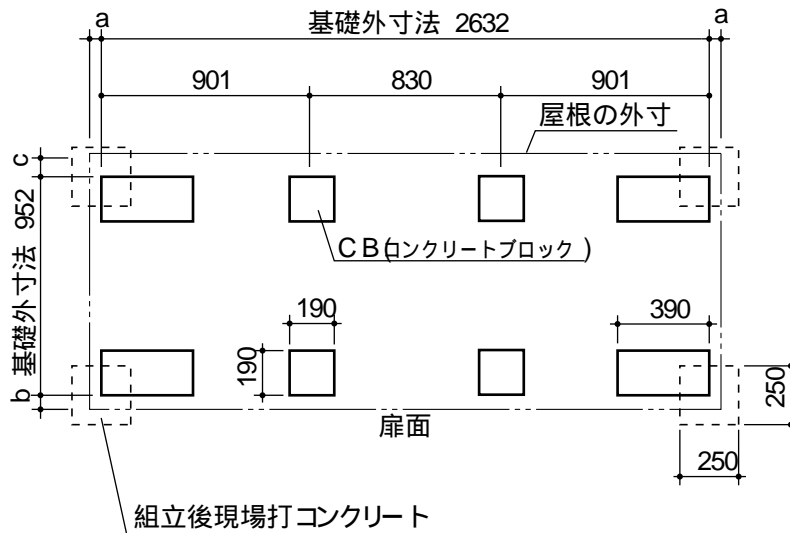 a 基礎外寸法 2632 a
901 830 901
屋根の外寸
c
基礎外寸法 952
b
CB(コンクリートブロック)
190 390
190
250
扉面
250
組立後現場打コンクリート